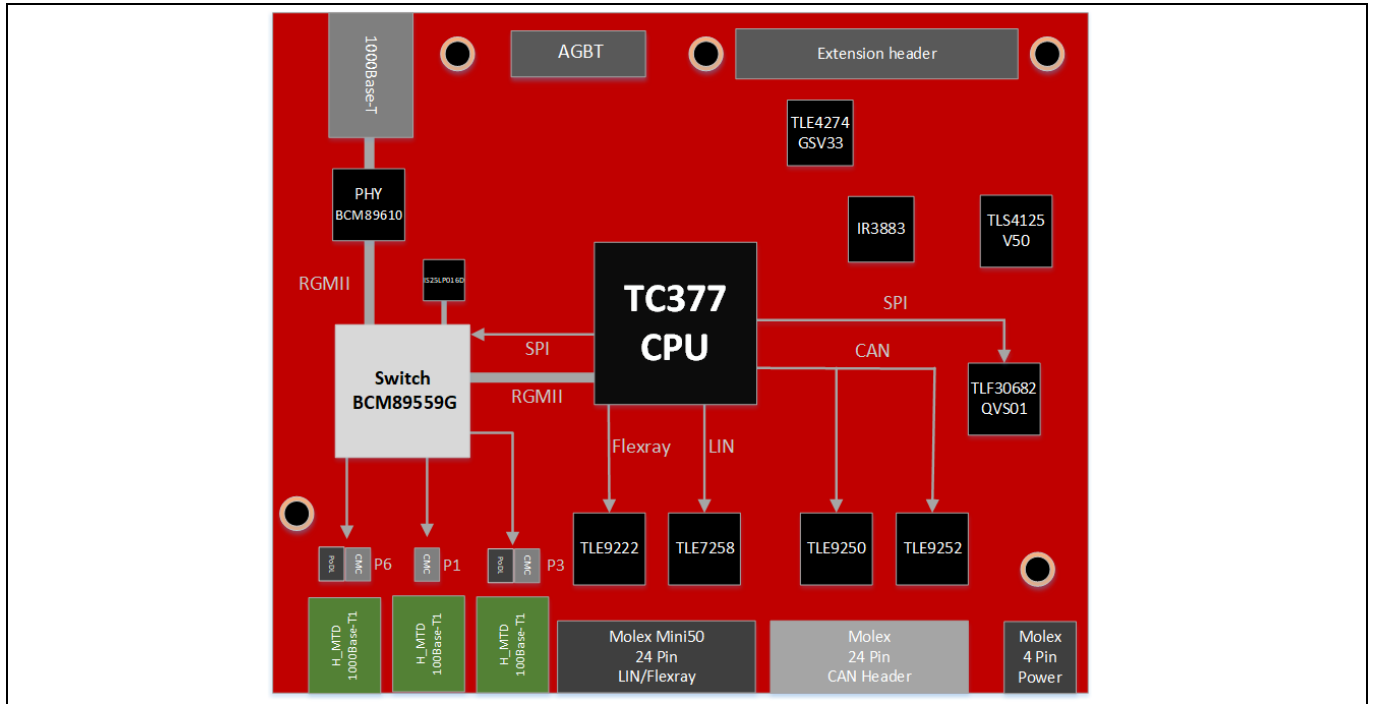 1000Base-T
AGBT
Extension header
TLE4274
GSV33
PHY
BCM89610
IR3883
TLS4125
V50
RGMII
IS25LP016D
TC377
CPU
SPI
SPI
CAN
Switch
BCM89559G
RGMII
TLF30682
QVS01
Flexray
LIN
TLE9222
TLE7258
TLE9250
TLE9252
PoDL
CMC
P6
CMC
P1
PoDL
CMC
P3
H_MTD
1000Base-T1
H_MTD
100Base-T1
H_MTD
100Base-T1
Molex Mini50
24 Pin
LIN/Flexray
Molex
24 Pin
CAN Header
Molex
4 Pin
Power